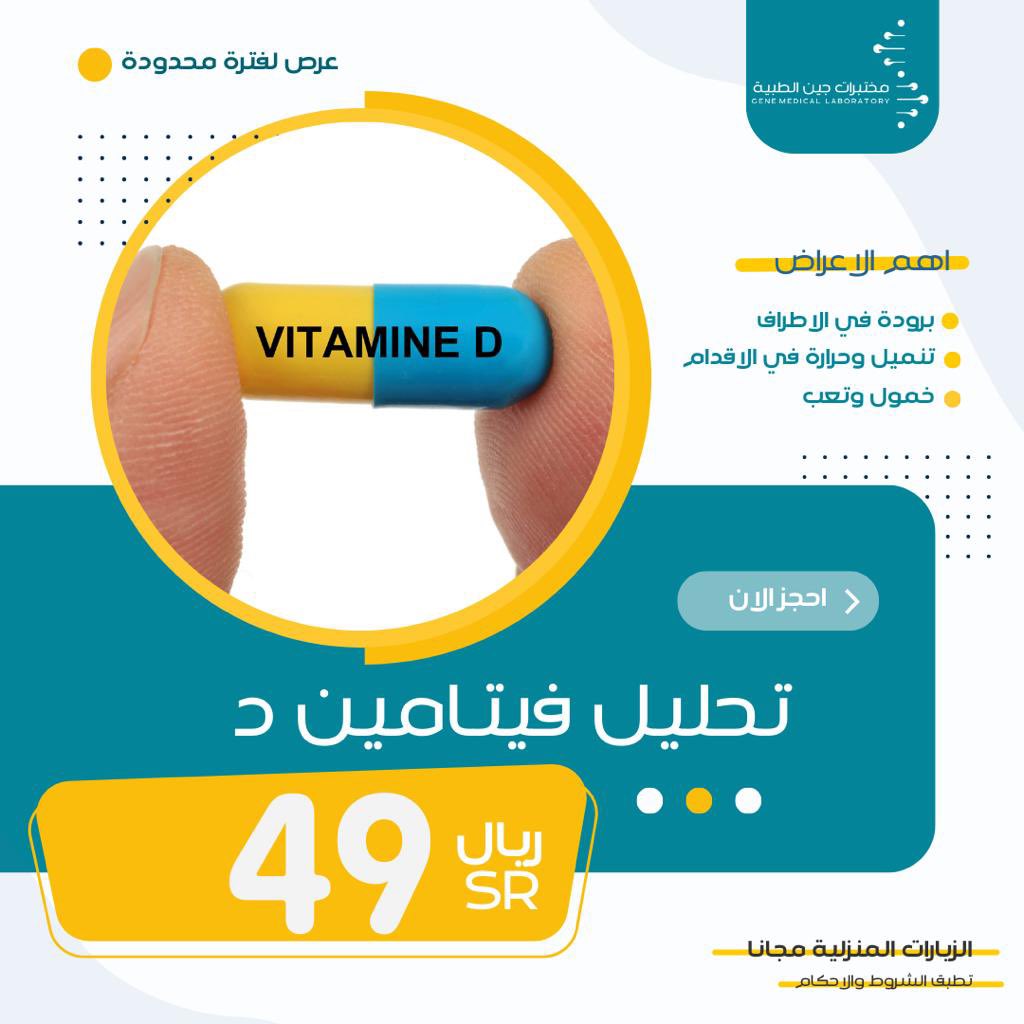 عرض لفترة محدودة
مختبرات جين الطبية
GENE MEDICAL LABORATORY
اهم الاعراض
برودة في الاطراف
تنميل وحرارة في الاقدام
خمول وتعب
VITAMINE D
احجز الان
تحليل فيتامين د
49 ريال
SR
الزيارات المنزلية مجانا
تطبق الشروط والاحكام